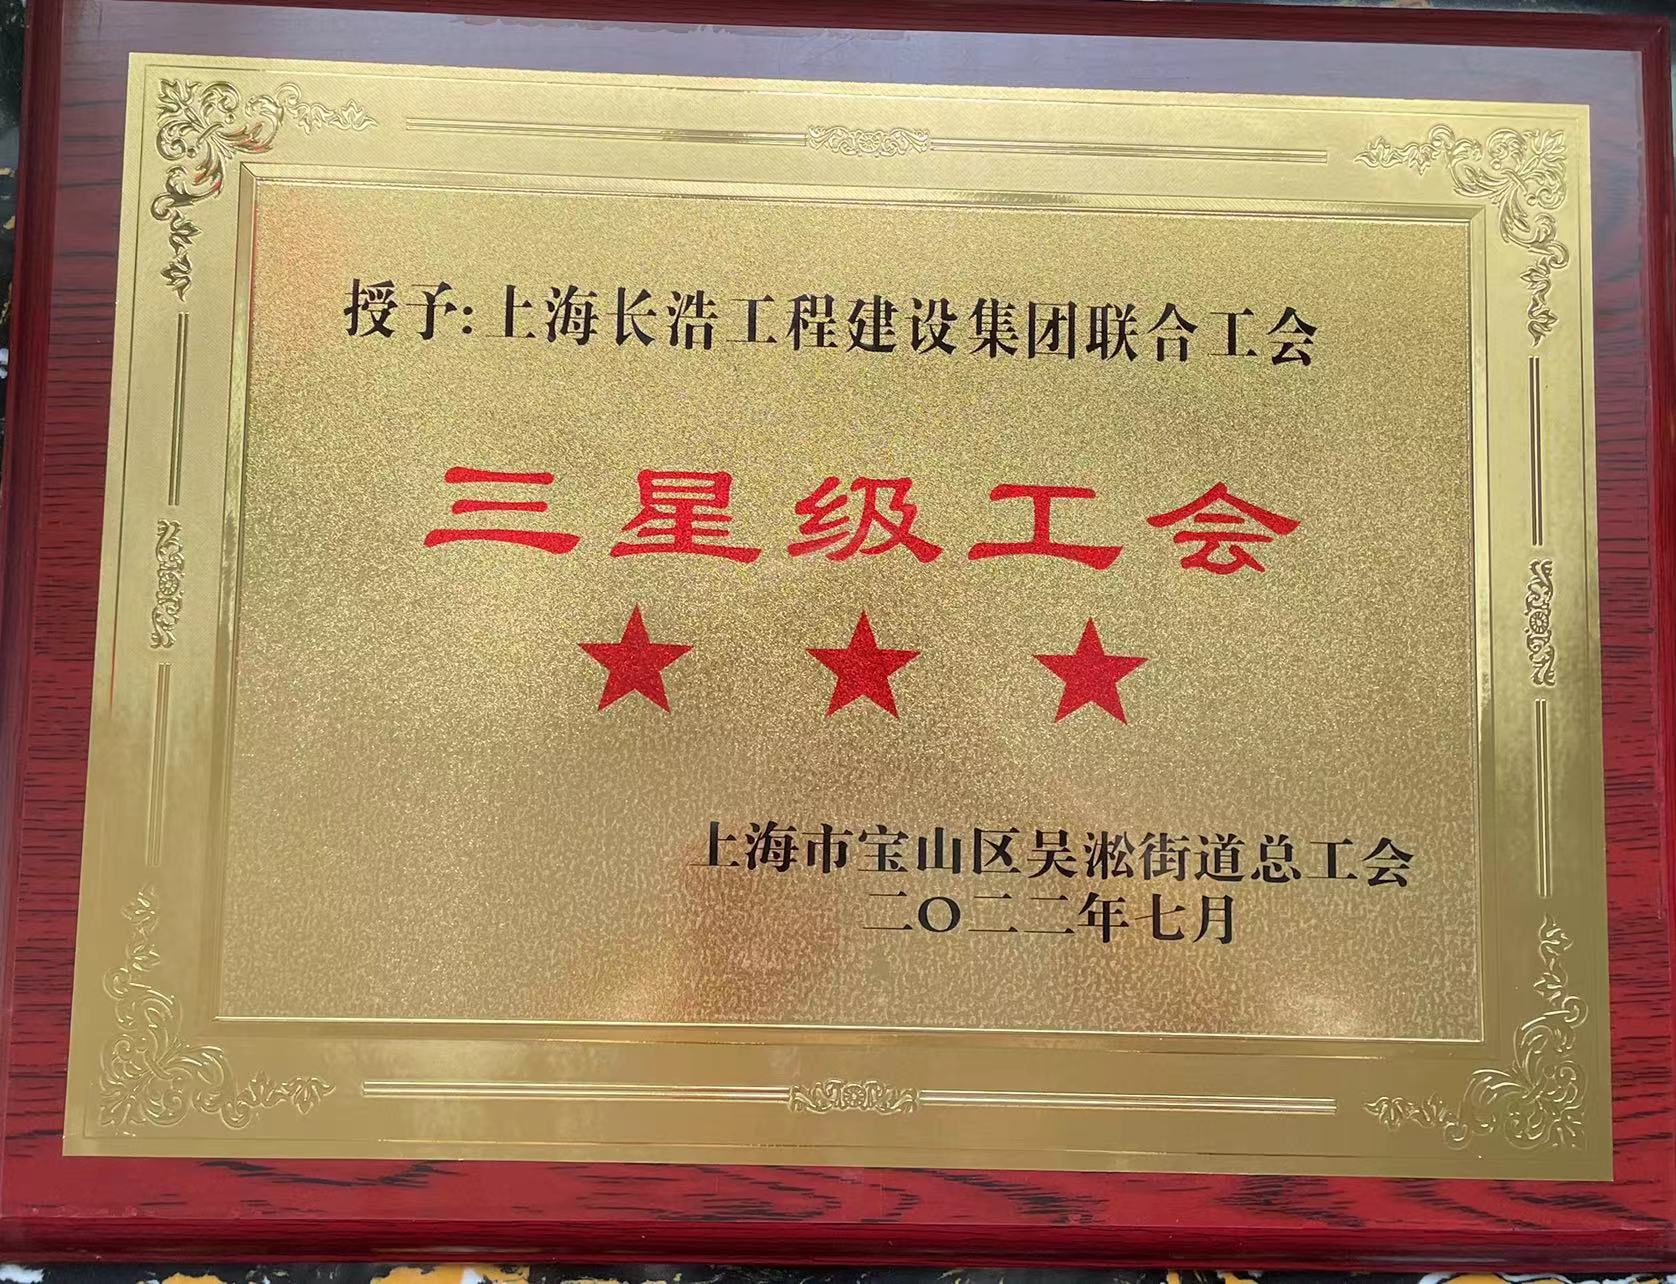 授予:上海长浩工程建设集团联合工会
三星级工会
上海市宝山区吴淞街道总工会
二〇二二年七月